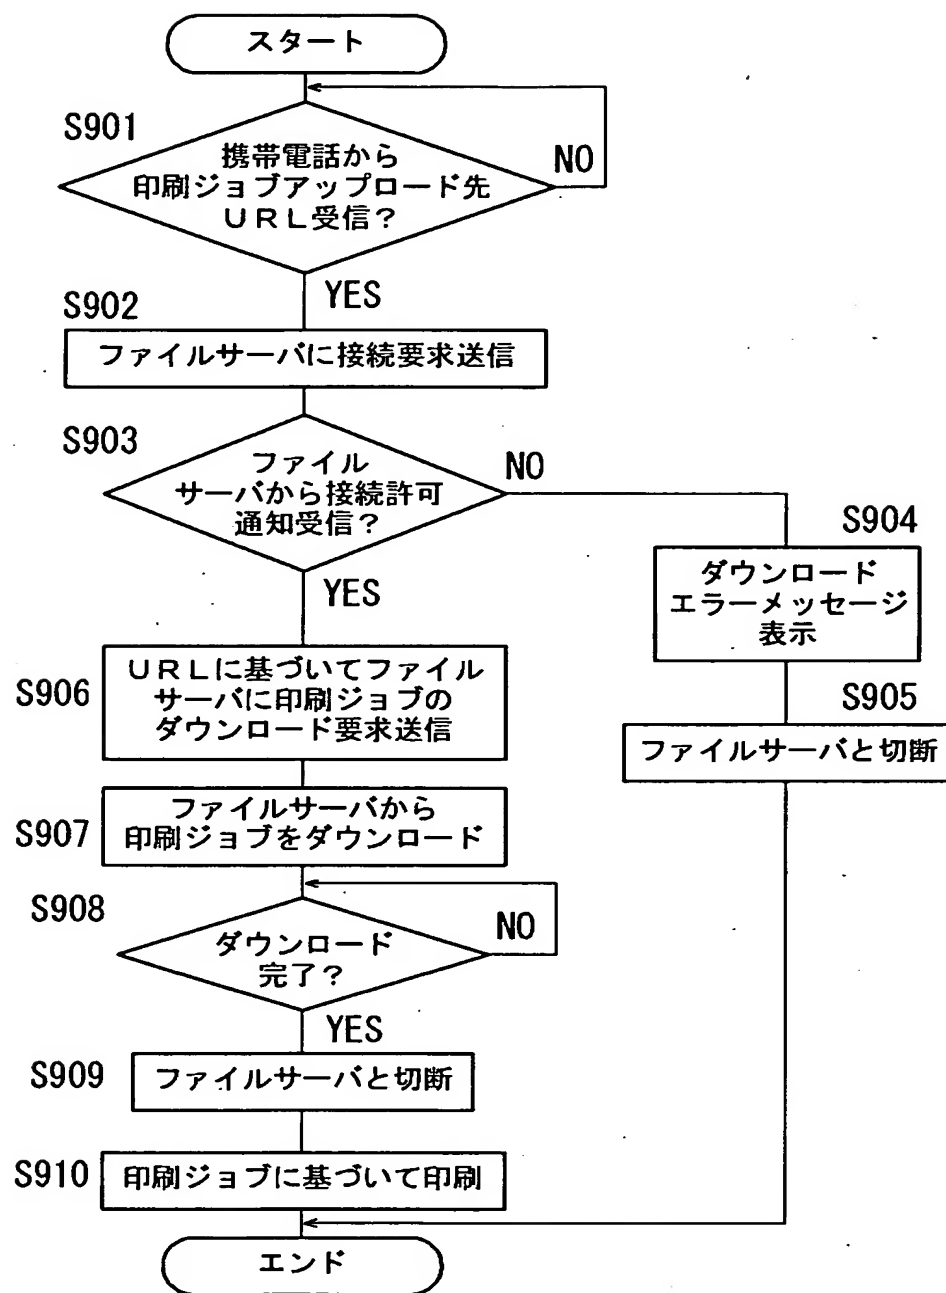 スタート
S901
携帯電話から
印刷ジョブアップロード先
URL受信?
NO
YES
S902
ファイルサーバに接続要求送信
S903
ファイル
サーバから接続許可
通知受信?
NO
YES
S904
ダウンロード
エラーメッセージ
表示
S905
ファイルサーバと切断
S906
URLに基づいてファイル
サーバに印刷ジョブの
ダウンロード要求送信
S907
ファイルサーバから
印刷ジョブをダウンロード
S908
ダウンロード
完了?
NO
YES
S909
ファイルサーバと切断
S910
印刷ジョブに基づいて印刷
エンド